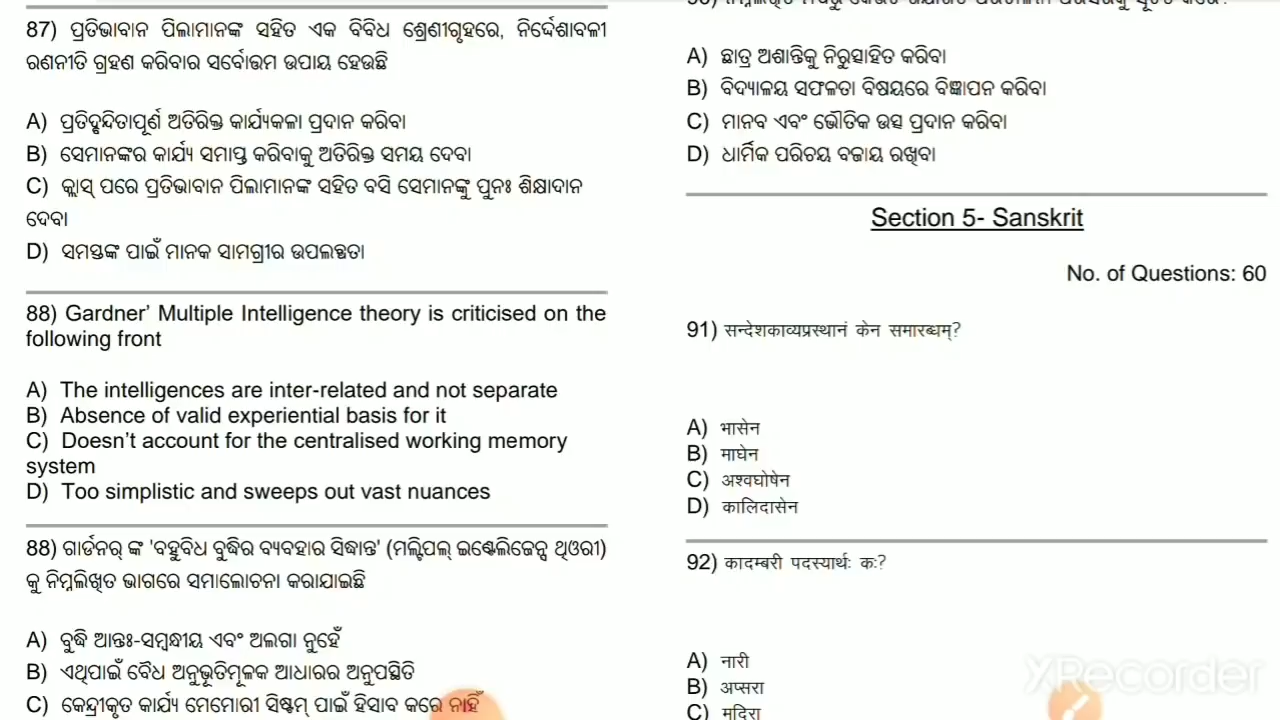 87) ପ୍ରତିଭାବାନ ପିଲାମାନଙ୍କ ସହିତ ଏକ ବିବିଧ ଶ୍ରେଣୀଗୃହରେ, ନିର୍ଦ୍ଦେଶାବଳୀ
ରଣନୀତି ଗ୍ରହଣ କରିବାର ସର୍ବୋତ୍ତମ ଉପାୟ ହେଉଛି
A) ପ୍ରତିଦ୍ବନ୍ଦିତାପୂର୍ଣ ଅତିରିକ୍ତ କାର୍ଯ୍ୟକଳା ପ୍ରଦାନ କରିବା
B) ସେମାନଙ୍କର କାର୍ଯ୍ୟ ସମାପ୍ତ କରିବାକୁ ଅତିରିକ୍ତ ସମୟ ଦେବା
C) କ୍ଲାସ୍ ପରେ ପ୍ରତିଭାବାନ ପିଲାମାନଙ୍କ ସହିତ ବସି ସେମାନଙ୍କୁ ପୁନଃ ଶିକ୍ଷାଦାନ
ଦେବା
D) ସମସ୍ତଙ୍କ ପାଇଁ ମାନକ ସାମଗ୍ରୀର ଉପଲବ୍ଧତା
88) Gardner' Multiple Intelligence theory is criticised on the
following front
A) The intelligences are inter-related and not separate
B) Absence of valid experiential basis for it
C) Doesn't account for the centralised working memory
system
D) Too simplistic and sweeps out vast nuances
88) ଗାର୍ଡନର୍ ଙ୍କ 'ବହୁବିଧ ବୁଦ୍ଧିର ବ୍ୟବହାର ସିଦ୍ଧାନ୍ତ' (ମଲ୍ଟିପଲ୍ ଇଣ୍ଟେଲିଜେନ୍ସ ଥିଓରୀ)
କୁ ନିମ୍ନଲିଖିତ ଭାଗରେ ସମାଲୋଚନା କରାଯାଇଛି
A) ବୁଦ୍ଧି ଆନ୍ତଃ-ସମ୍ବନ୍ଧୀୟ ଏବଂ ଅଲଗା ନୁହେଁ
B) ଏଥିପାଇଁ ବୈଧ ଅନୁଭୂତିମୂଳକ ଆଧାରର ଅନୁପସ୍ଥିତି
C) କେନ୍ଦ୍ରୀକୃତ କାର୍ଯ୍ୟ ମେମୋରୀ ସିଷ୍ଟମ୍ ପାଇଁ ହିସାବ କରେ ନାହିଁ
A) ଛାତ୍ର ଅଶାନ୍ତିକୁ ନିରୁତ୍ସାହିତ କରିବା
B) ବିଦ୍ୟାଳୟ ସଫଳତା ବିଷୟରେ ବିଜ୍ଞାପନ କରିବା
C) ମାନବ ଏବଂ ଭୌତିକ ଉତ୍ସ ପ୍ରଦାନ କରିବା
D) ଧାର୍ମିକ ପରିଚୟ ବଜାୟ ରଖିବା
Section 5- Sanskrit
No. of Questions: 60
91) सन्देशकाव्यप्रस्थानं केन समारब्धम्?
A) भासेन
B) माघेन
C) अश्वघोषेन
D) कालिदासेन
92) कादम्बरी पदस्यार्थः कः?
A) नारी
B) अप्सरा
C) मदिरा
XRecorder